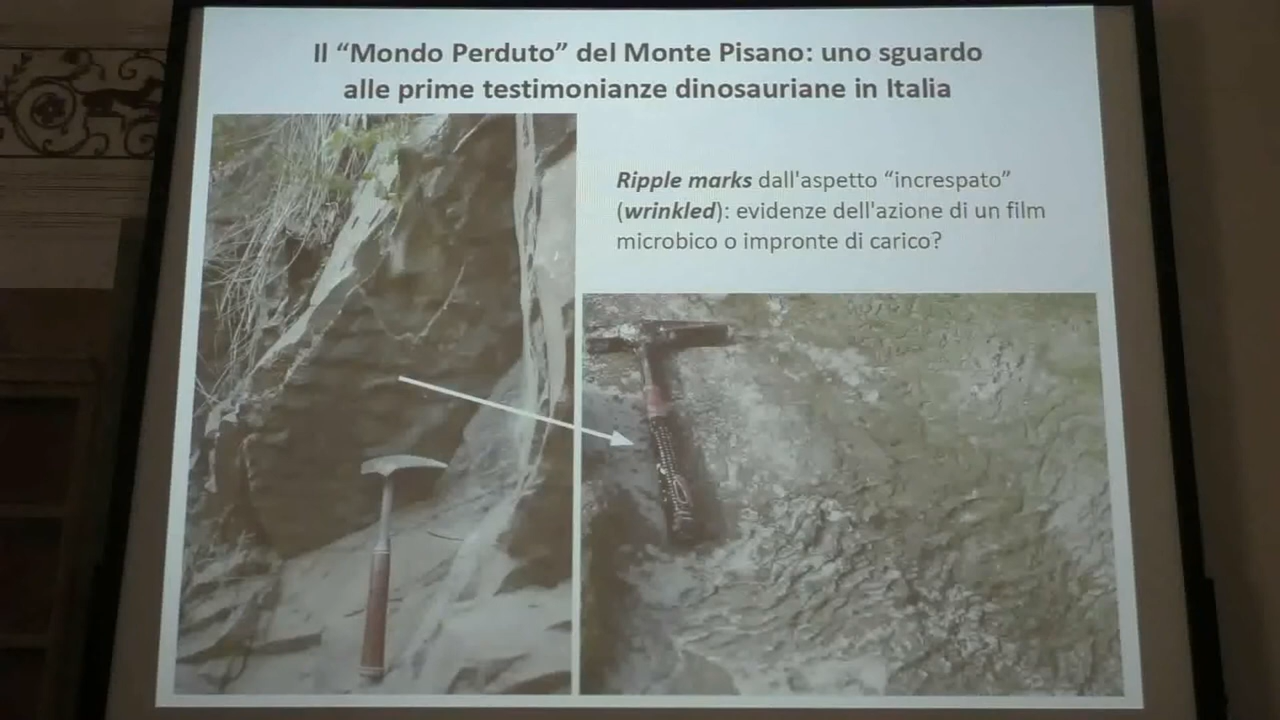 Il “Mondo Perduto” del Monte Pisano: uno sguardo
alle prime testimonianze dinosauriane in Italia
Ripple marks dall'aspetto “increspato”
(wrinkled): evidenze dell'azione di un film
microbico o impronte di carico?